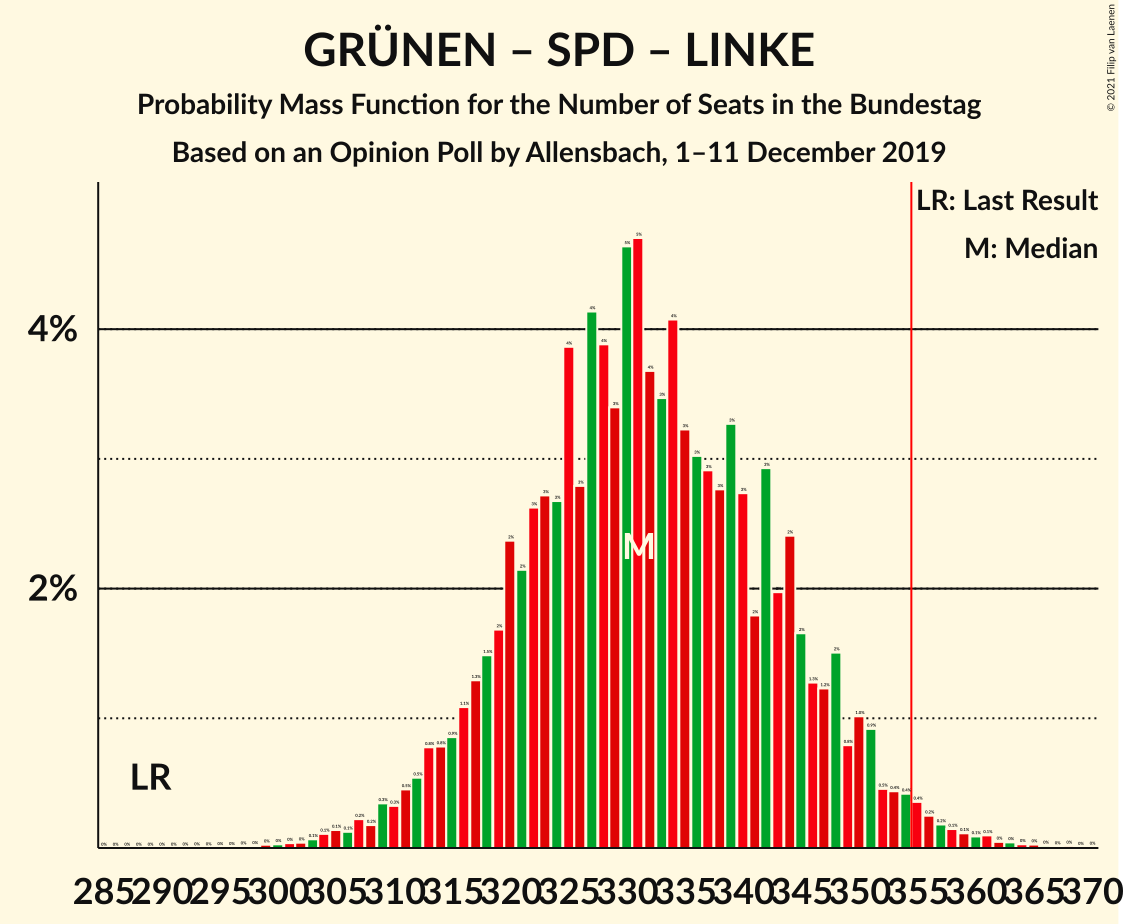 GRÜNEN – SPD – LINKE
Probability Mass Function for the Number of Seats in the Bundestag
Based on an Opinion Poll by Allensbach, 1–11 December 2019
© 2021 Filip van Laenen
LR: Last Result
M: Median
4%
2%
LR
M
285 290 295 300 305 310 315 320 325 330 335 340 345 350 355 360 365 370